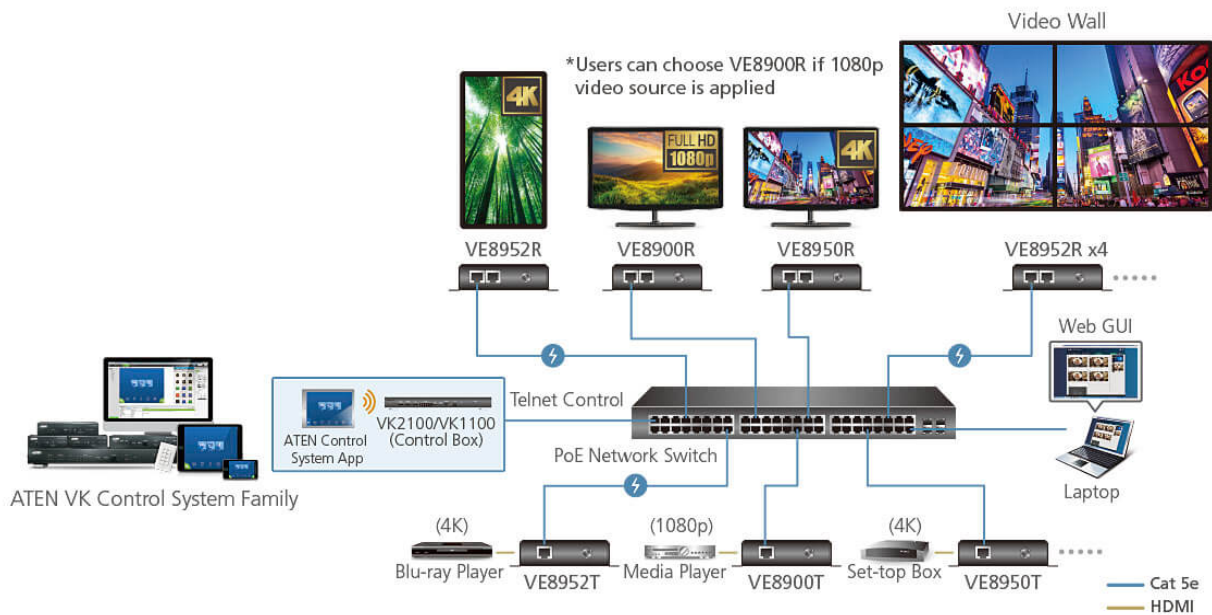 Video Wall
*Users can choose VE8900R if 1080p
video source is applied
4K
FULL HD
1080p
4K
VE8952R
VE8900R
VE8950R
VE8952R x4
Web GUI
Telnet Control
ATEN Control
System App
VK2100/VK1100
(Control Box)
PoE Network Switch
Laptop
ATEN VK Control System Family
(4K)
(1080p)
(4K)
Blu-ray Player
VE8952T
Media Player
VE8900T
Set-top Box
VE8950T
Cat 5e
HDMI